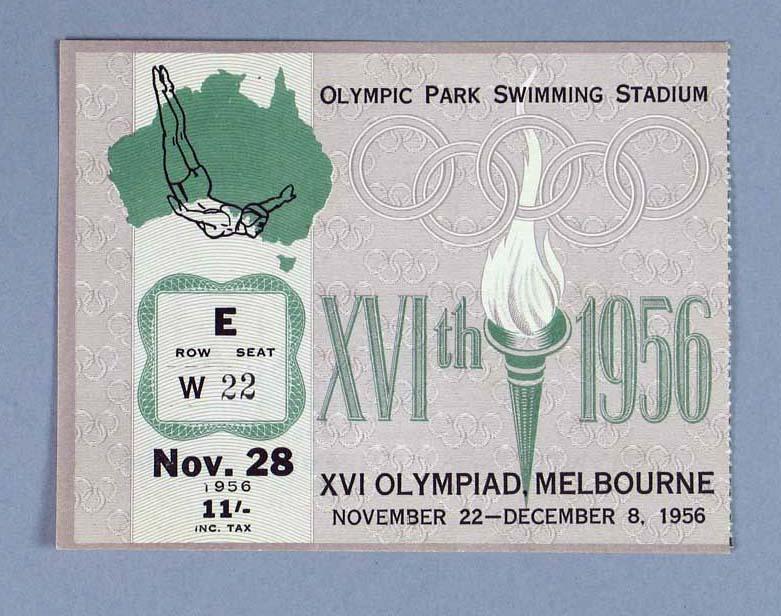 OLYMPIC PARK SWIMMING STADIUM
XVIth 1956
E
ROW SEAT
W 22
Nov. 28
1956
11/-
INC. TAX
XVI OLYMPIAD, MELBOURNE
NOVEMBER 22—DECEMBER 8, 1956